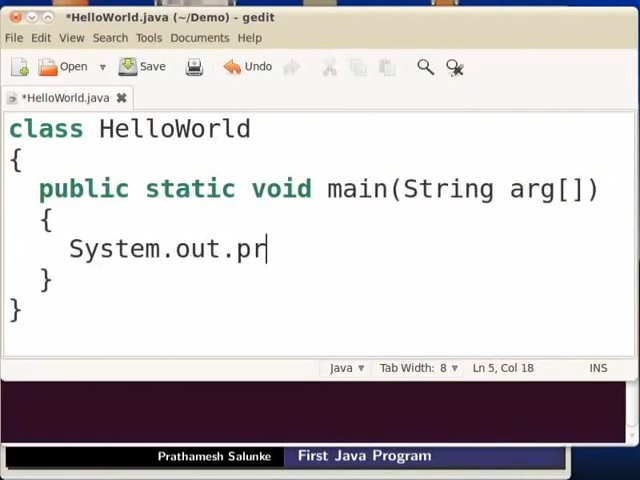 *HelloWorld.java (~/Demo) - gedit
File Edit View Search Tools Documents Help
Open Save Undo
*HelloWorld.java
class HelloWorld
{
public static void main(String arg[])
{
System.out.pr
}
}
Java Tab Width: 8 Ln 5, Col 18 INS
Prathamesh Salunke First Java Program